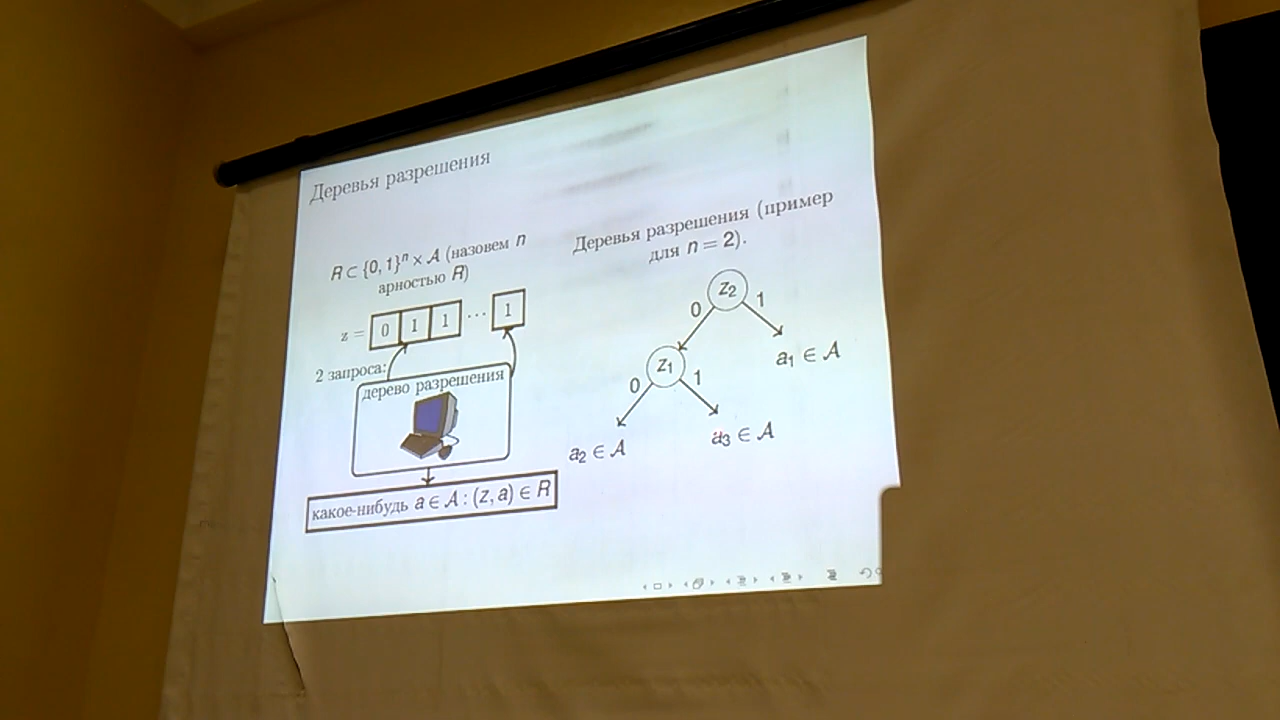 Деревья разрешения
R ⊂ {0, 1}ⁿ × 𝒜 (назовем n
арностью R)
z = 0 1 1 ⋯ 1
2 запроса:
дерево разрешения
какое-нибудь a ∈ 𝒜 : (z, a) ∈ R
Деревья разрешения (пример
для n = 2).
z₂
0 1
z₁
a₁ ∈ 𝒜
0 1
a₂ ∈ 𝒜
a₃ ∈ 𝒜